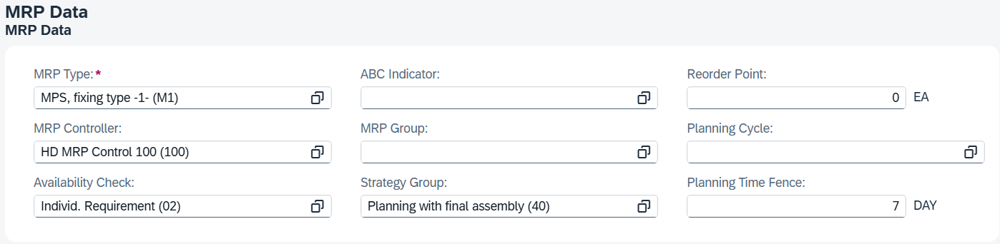 MRP Data
MRP Data
MRP Type:* ABC Indicator: Reorder Point:
MPS, fixing type -1- (M1) 0 EA
MRP Controller: MRP Group: Planning Cycle:
HD MRP Control 100 (100)
Availability Check: Strategy Group: Planning Time Fence:
Individ. Requirement (02) Planning with final assembly (40) 7 DAY